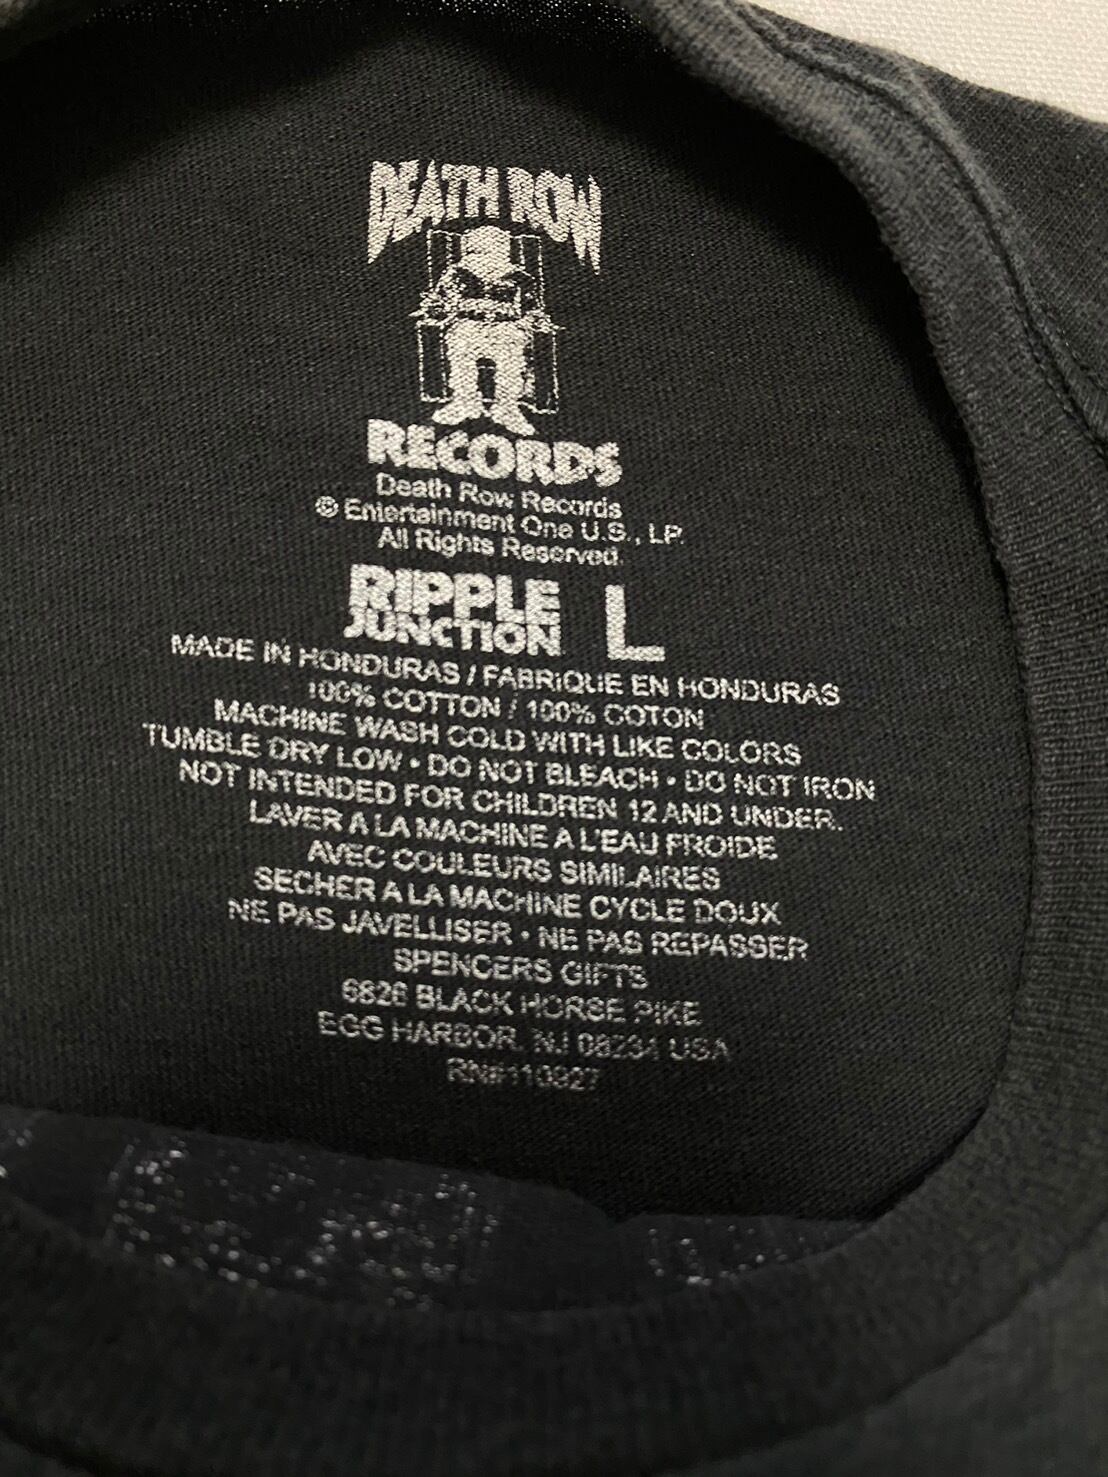 DEATH ROW
RECORDS
Death Row Records
© Entertainment One U.S., LP.
All Rights Reserved.
RIPPLE
JUNCTION
L
MADE IN HONDURAS / FABRIQUE EN HONDURAS
100% COTTON / 100% COTON
MACHINE WASH COLD WITH LIKE COLORS
TUMBLE DRY LOW • DO NOT BLEACH • DO NOT IRON
NOT INTENDED FOR CHILDREN 12 AND UNDER.
LAVER A LA MACHINE A L'EAU FROIDE
AVEC COULEURS SIMILAIRES
SECHER A LA MACHINE CYCLE DOUX
NE PAS JAVELLISER • NE PAS REPASSER
SPENCERS GIFTS
6826 BLACK HORSE PIKE
EGG HARBOR, NJ 08234 USA